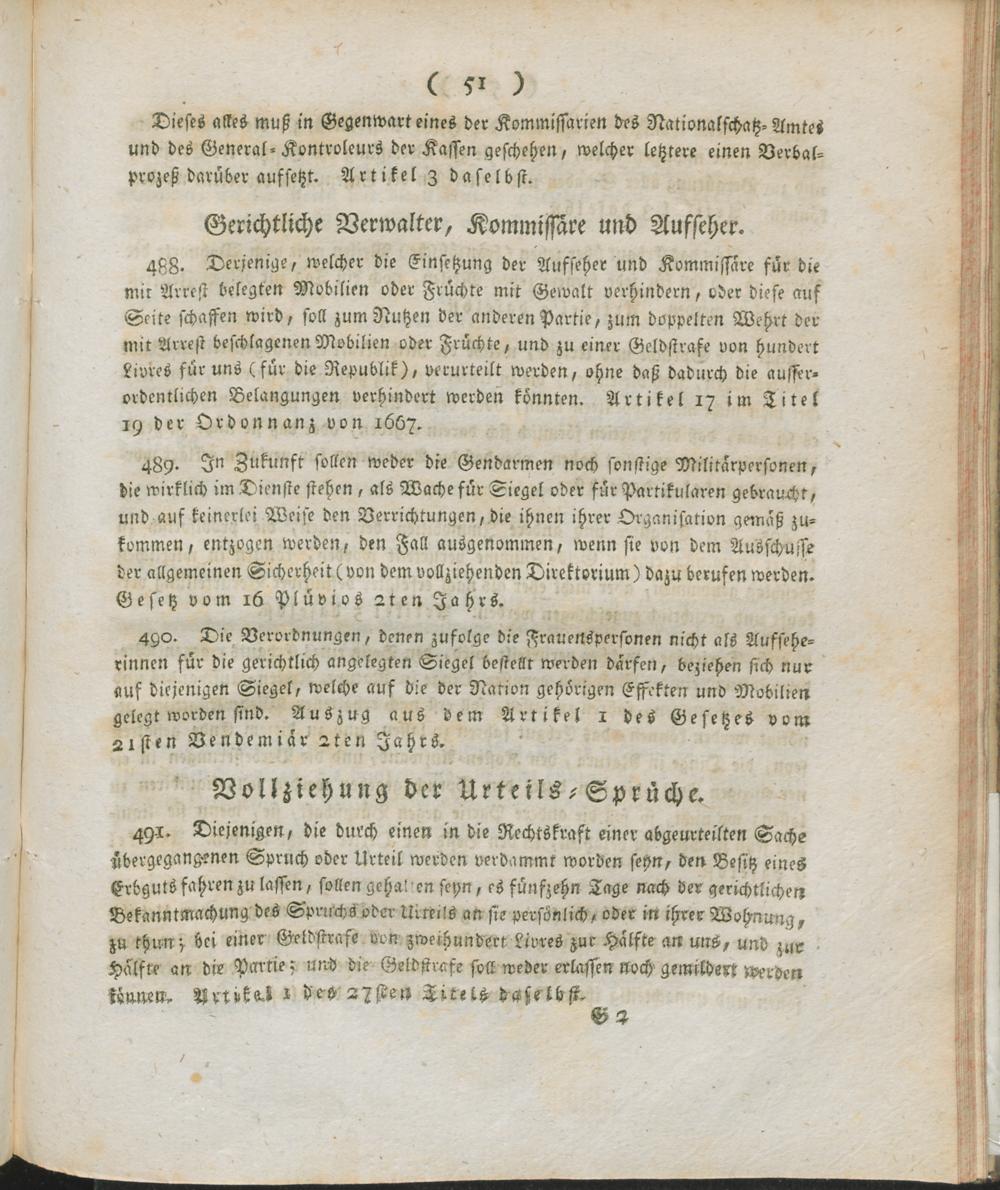 ( 51 )
Dieses alles muß in Gegenwart eines der Kommissarien des Nationalschatz-Amtes
und des General-Kontroleurs der Kassen geschehen, welcher letztere einen Verbal-
prozeß darüber aufsetzt. Artikel 3 daselbst.
Gerichtliche Verwalter, Kommissäre und Aufseher.
488. Derjenige, welcher die Einsetzung der Aufseher und Kommissäre für die
mit Arrest belegten Mobilien oder Früchte mit Gewalt verhindern, oder diese auf
Seite schaffen wird, soll zum Nutzen der anderen Partie, zum doppelten Wehrt der
mit Arrest beschlagenen Mobilien oder Früchte, und zu einer Geldstrafe von hundert
Livres für uns (für die Republik), verurteilt werden, ohne daß dadurch die ausser-
ordentlichen Belangungen verhindert werden könnten. Artikel 17 im Titel
19 der Ordonnanz von 1667.
489. In Zukunft sollen weder die Gendarmen noch sonstige Militärpersonen,
die wirklich im Dienste stehen, als Wache für Siegel oder für Partikularen gebraucht,
und auf keinerlei Weise den Verrichtungen, die ihnen ihrer Organisation gemäß zu-
kommen, entzogen werden, den Fall ausgenommen, wenn sie von dem Ausschusse
der allgemeinen Sicherheit (von dem vollziehenden Direktorium) dazu berufen werden.
Gesetz vom 16 Plüvios 2ten Jahrs.
490. Die Verordnungen, denen zufolge die Frauenspersonen nicht als Aufsehe-
rinnen für die gerichtlich angelegten Siegel bestellt werden därfen, beziehen sich nur
auf diejenigen Siegel, welche auf die der Nation gehörigen Effekten und Mobilien
gelegt worden sind. Auszug aus dem Artikel 1 des Gesetzes vom
21sten Vendemiär 2ten Jahrs.
Vollziehung der Urteils-Sprüche.
491. Diejenigen, die durch einen in die Rechtskraft einer abgeurteilten Sache
übergegangenen Spruch oder Urteil werden verdammt worden seyn, den Besitz eines
Erbguts fahren zu lassen, sollen gehalten seyn, es fünfzehn Tage nach der gerichtlichen
Bekanntmachung des Spruchs oder Urteils an sie persönlich, oder in ihrer Wohnung,
zu thun; bei einer Geldstrafe von zweihundert Livres zur Hälfte an uns, und zur
Hälfte an die Partie; und die Geldstrafe soll weder erlassen noch gemildert werden
können. Artikel 1 des 27sten Titels daselbst.
G 2